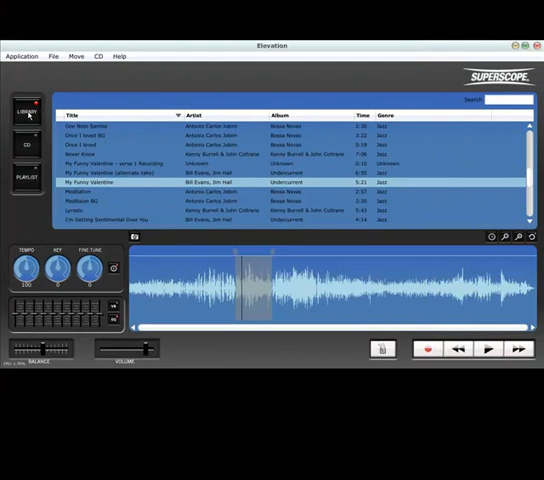 Elevation
Application File Move CD Help
SUPERSCOPE.
Search
LIBRARY
CD
PLAYLIST
Title Artist Album Time Genre
One Note Samba Antonio Carlos Jobim Bossa Novas 2:30 Jazz
Once I loved BG Antonio Carlos Jobim Bossa Novas 3:22 Jazz
Once I loved Antonio Carlos Jobim Bossa Novas 5:19 Jazz
Never Know Kenny Burrell & John Coltrane Kenny Burrell & John Coltrane 7:06 Jazz
My Funny Valentine - verse 1 Recording Unknown Unknown 0:10 Unknown
My Funny Valentine (alternate take) Bill Evans, Jim Hall Undercurrent 6:55 Jazz
My Funny Valentine Bill Evans, Jim Hall Undercurrent 5:21 Jazz
Meditation Antonio Carlos Jobim Bossa Novas 2:57 Jazz
Meditaion BG Antonio Carlos Jobim Bossa Novas 2:30 Jazz
Lyresto Kenny Burrell & John Coltrane Kenny Burrell & John Coltrane 5:42 Jazz
I'm Getting Sentimental Over You Bill Evans, Jim Hall Undercurrent 4:14 Jazz
TEMPO KEY FINE TUNE
100 0 0
VR
EQ
BALANCE
VOLUME